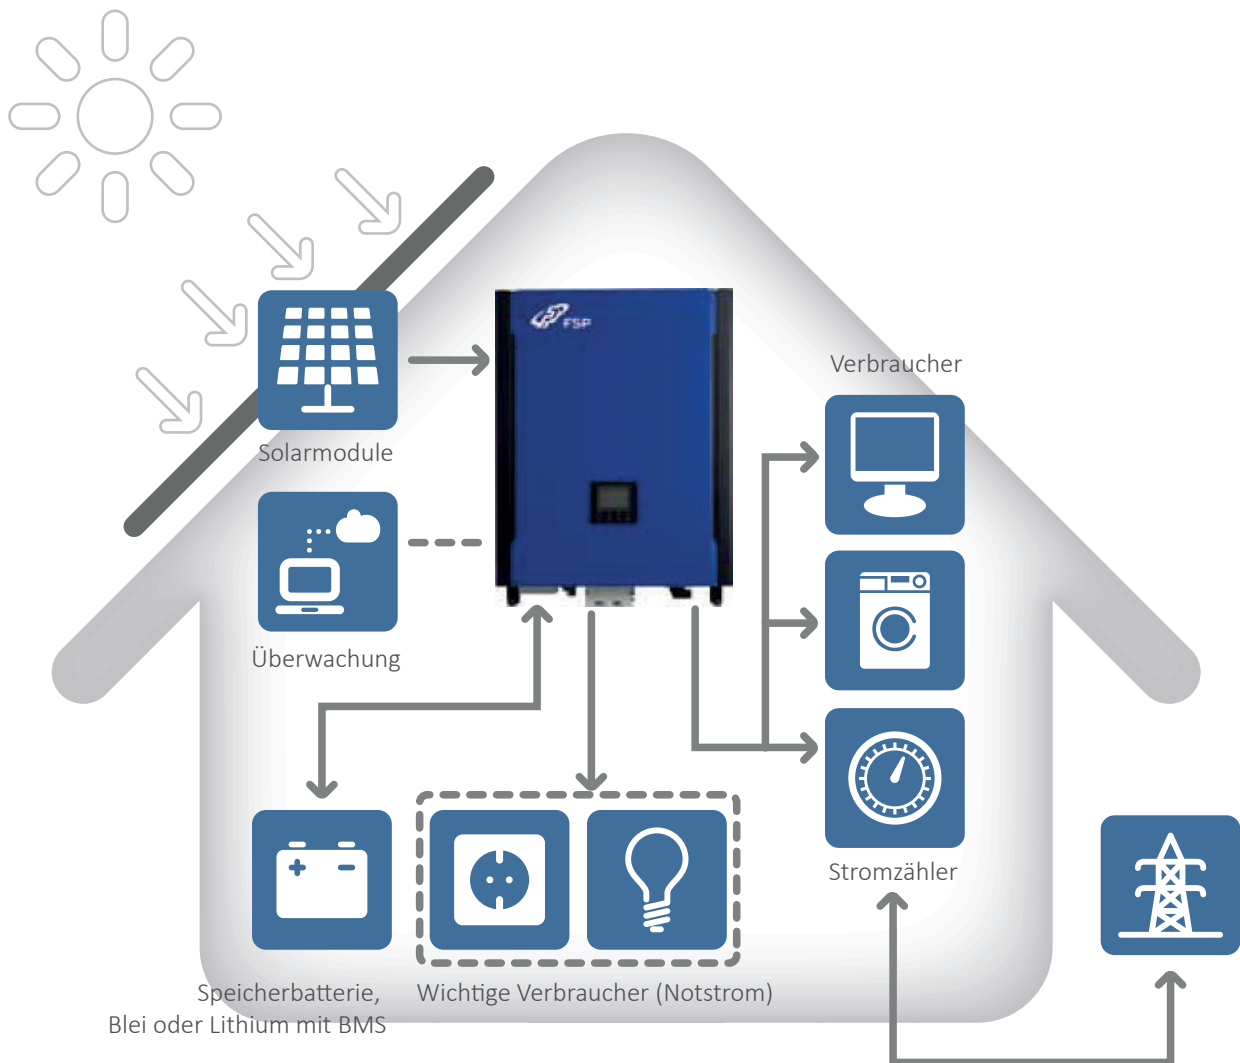 FSP
Verbraucher
Solarmodule
Überwachung
Stromzähler
Speicherbatterie,
Blei oder Lithium mit BMS
Wichtige Verbraucher (Notstrom)